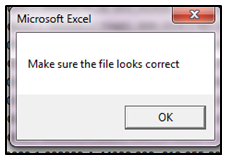 Microsoft Excel
Make sure the file looks correct
OK